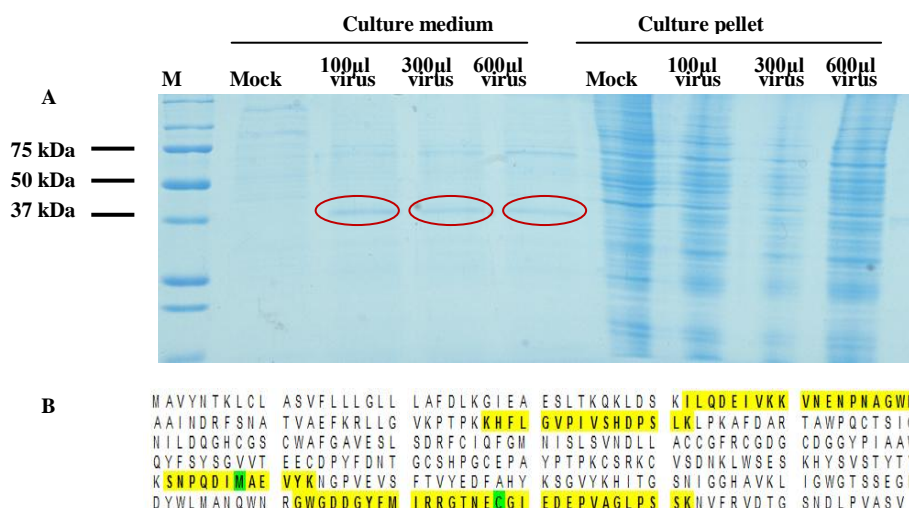 Culture medium Culture pellet
M Mock 100µl virus 300µl virus 600µl virus Mock 100µl virus 300µl virus 600µl virus
A
75 kDa
50 kDa
37 kDa
B
MAVYNTKLCL ASVFLLLGLL LAFDLKGIEA ESLTKQKLDS KILQDEIVKK VNENPNAGW
AAINDRFSNA TVAEFKRLLG VKPTPKKHFL GVPIVSHDPS LKLPKAFDAR TAWPQCTSI
NILDQGHCGS CWAFGAVESL SDRFCIQFGM NISLSVNDLL ACCGFRCGDG CDGGYPIAA
QYFSYSGVVT EECDPYFDNT GCSHPGCEPA YPTPKCSRKC VSDNKLWSES KHYSVSTYT
KSNPQDIMAE VYKNGPVEVS FTVYEDFAHY KSGVYKHITG SNIGGHAVKL IGWGTSSEG
DYWLMANQWN RGWGDDGYFM IRRGTNECGI EDEPVAGLPS SKNVFRVDTG SNDLPVASV